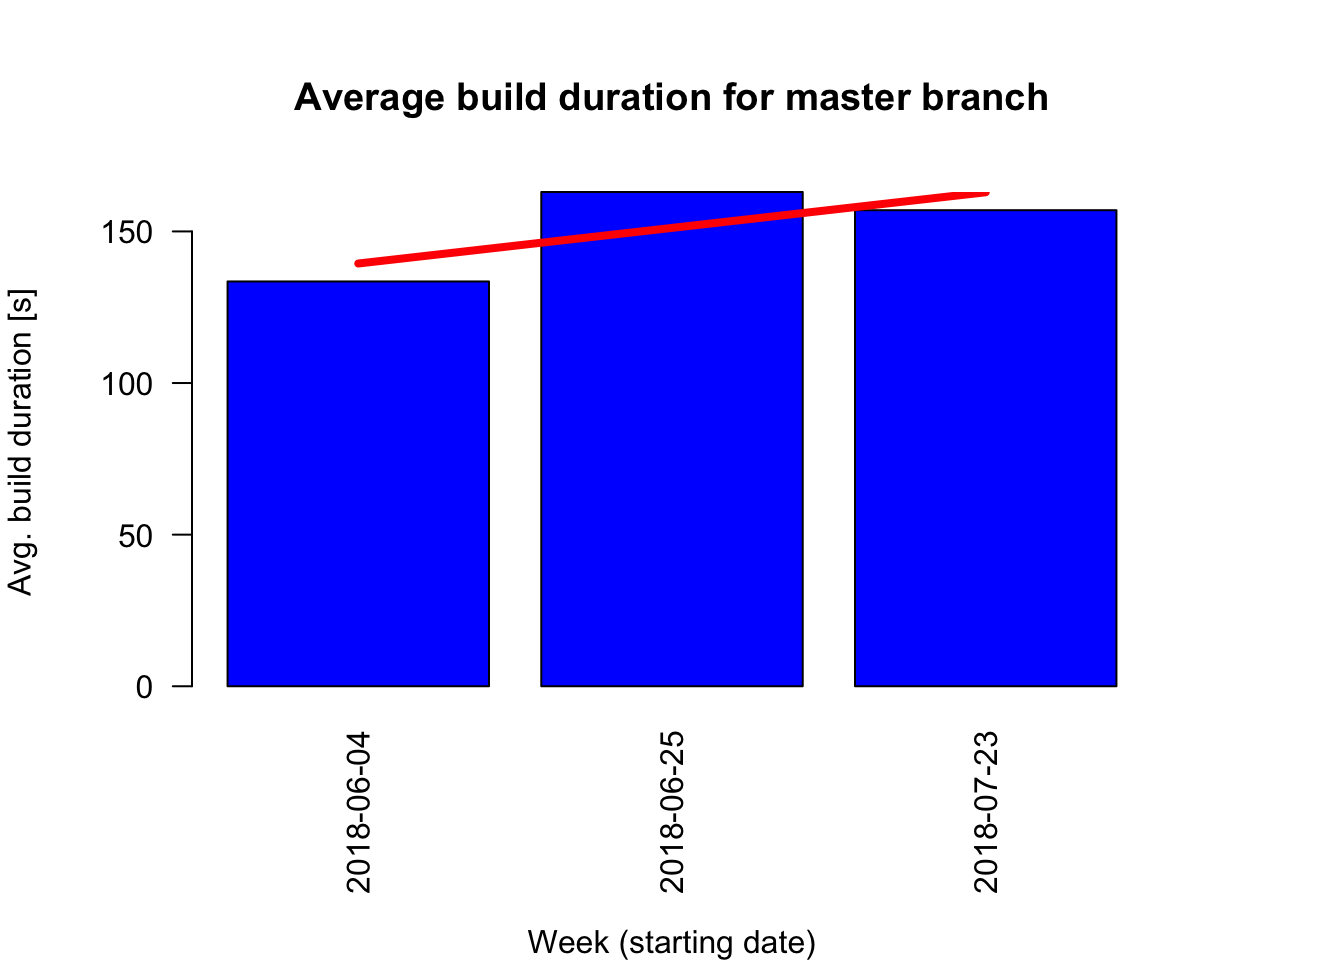 Average build duration for master branch
Avg. build duration [s]
150
100
50
0
2018-06-04
2018-06-25
2018-07-23
Week (starting date)